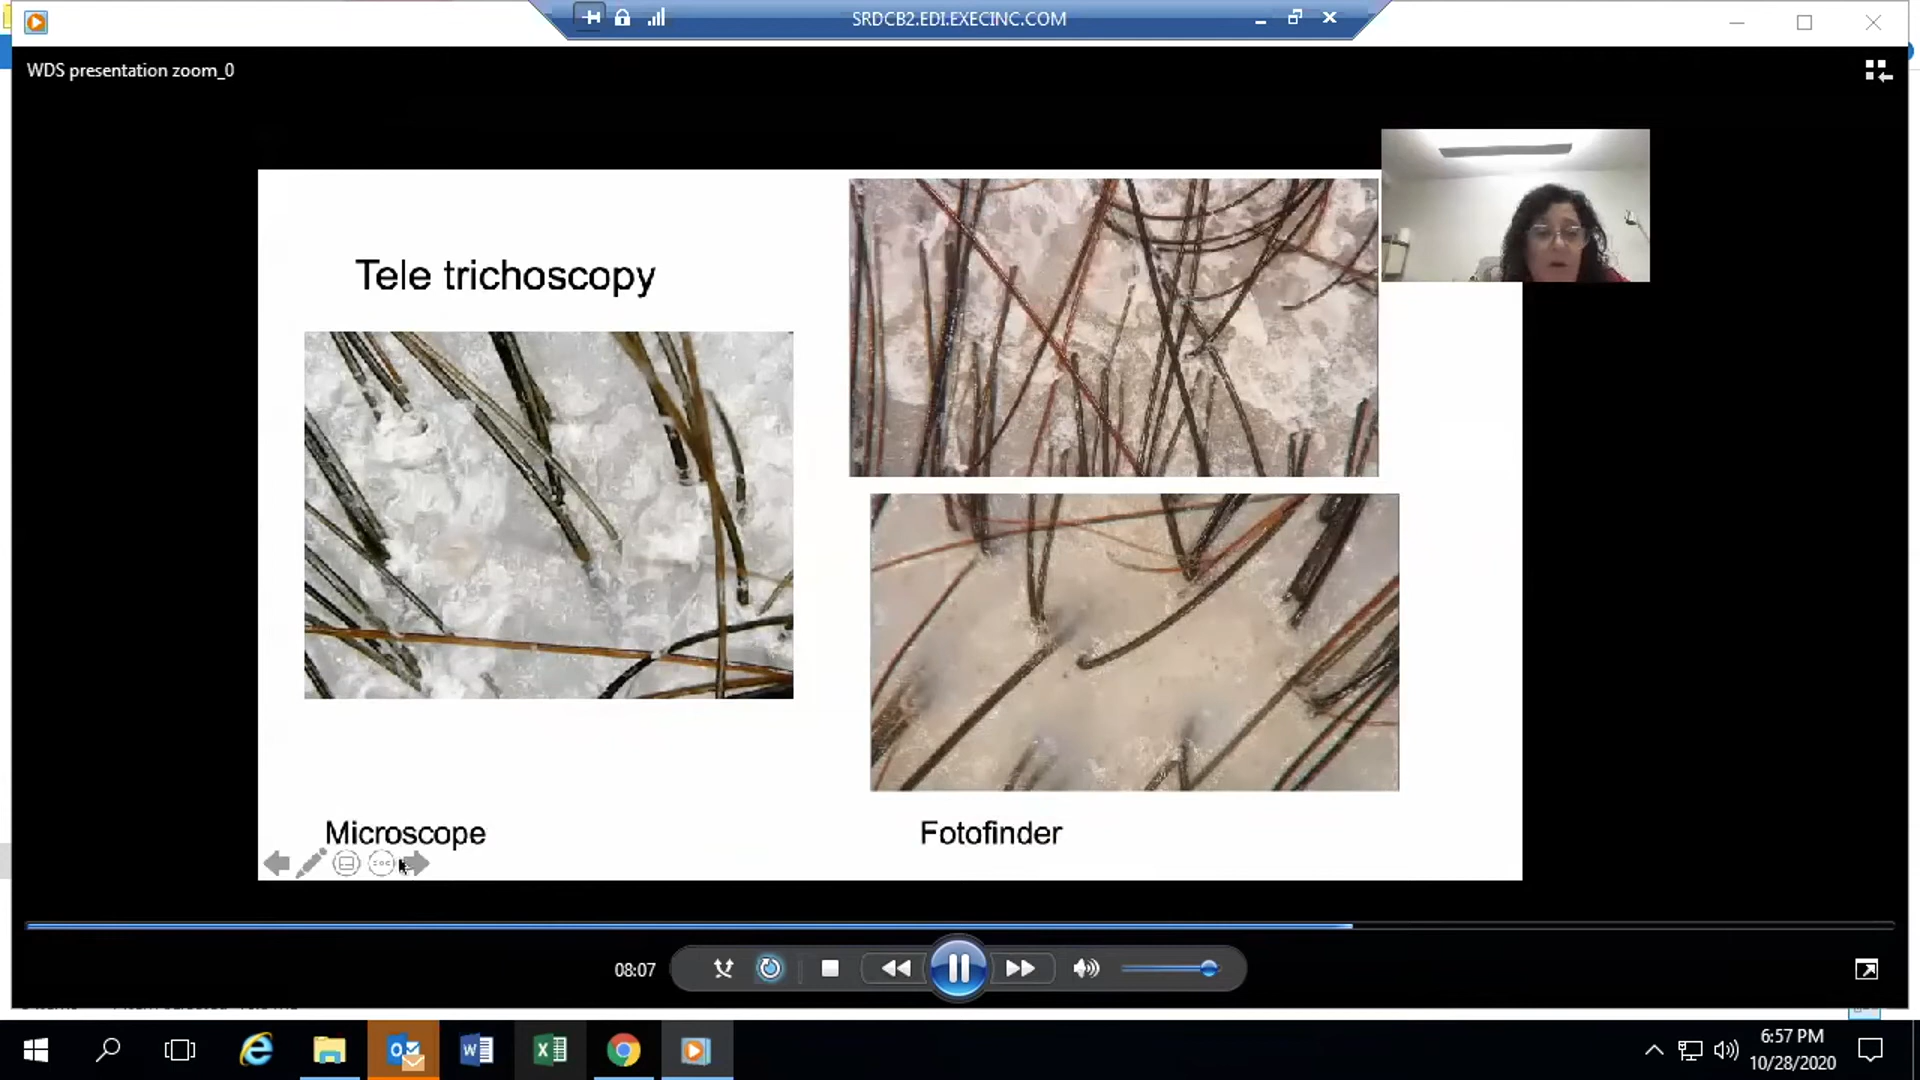 SRDCB2.EDI.EXECINC.COM
WDS presentation zoom_0
Tele trichoscopy
Microscope
Fotofinder
08:07
6:57 PM
10/28/2020